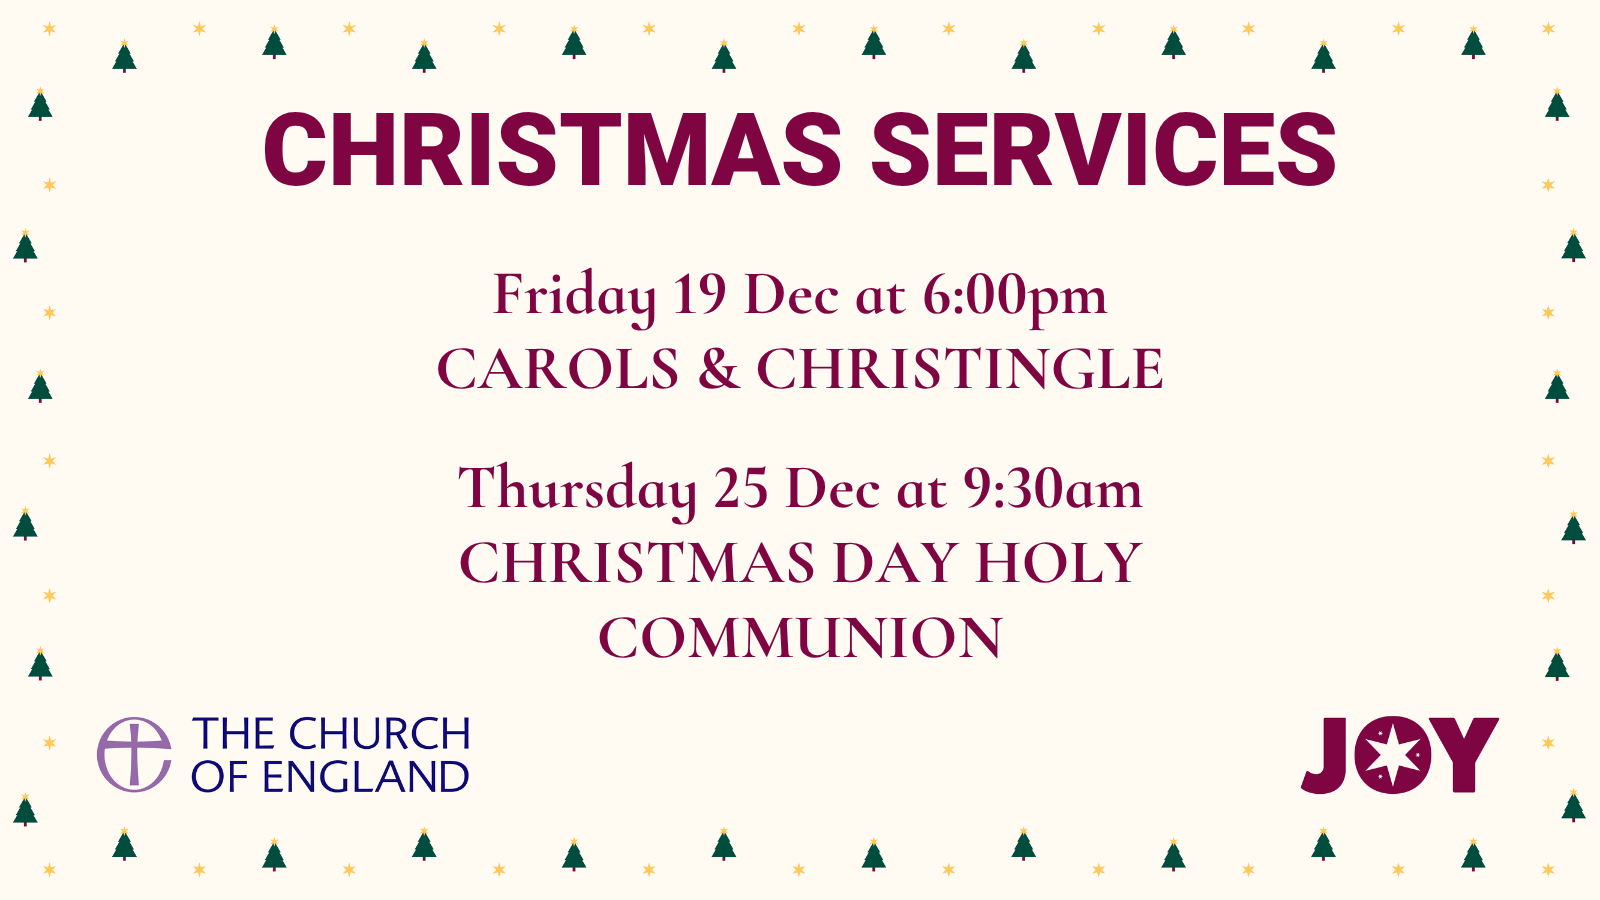 CHRISTMAS SERVICES
Friday 19 Dec at 6:00pm
CAROLS & CHRISTINGLE
Thursday 25 Dec at 9:30am
CHRISTMAS DAY HOLY
COMMUNION
THE CHURCH
OF ENGLAND
JOY